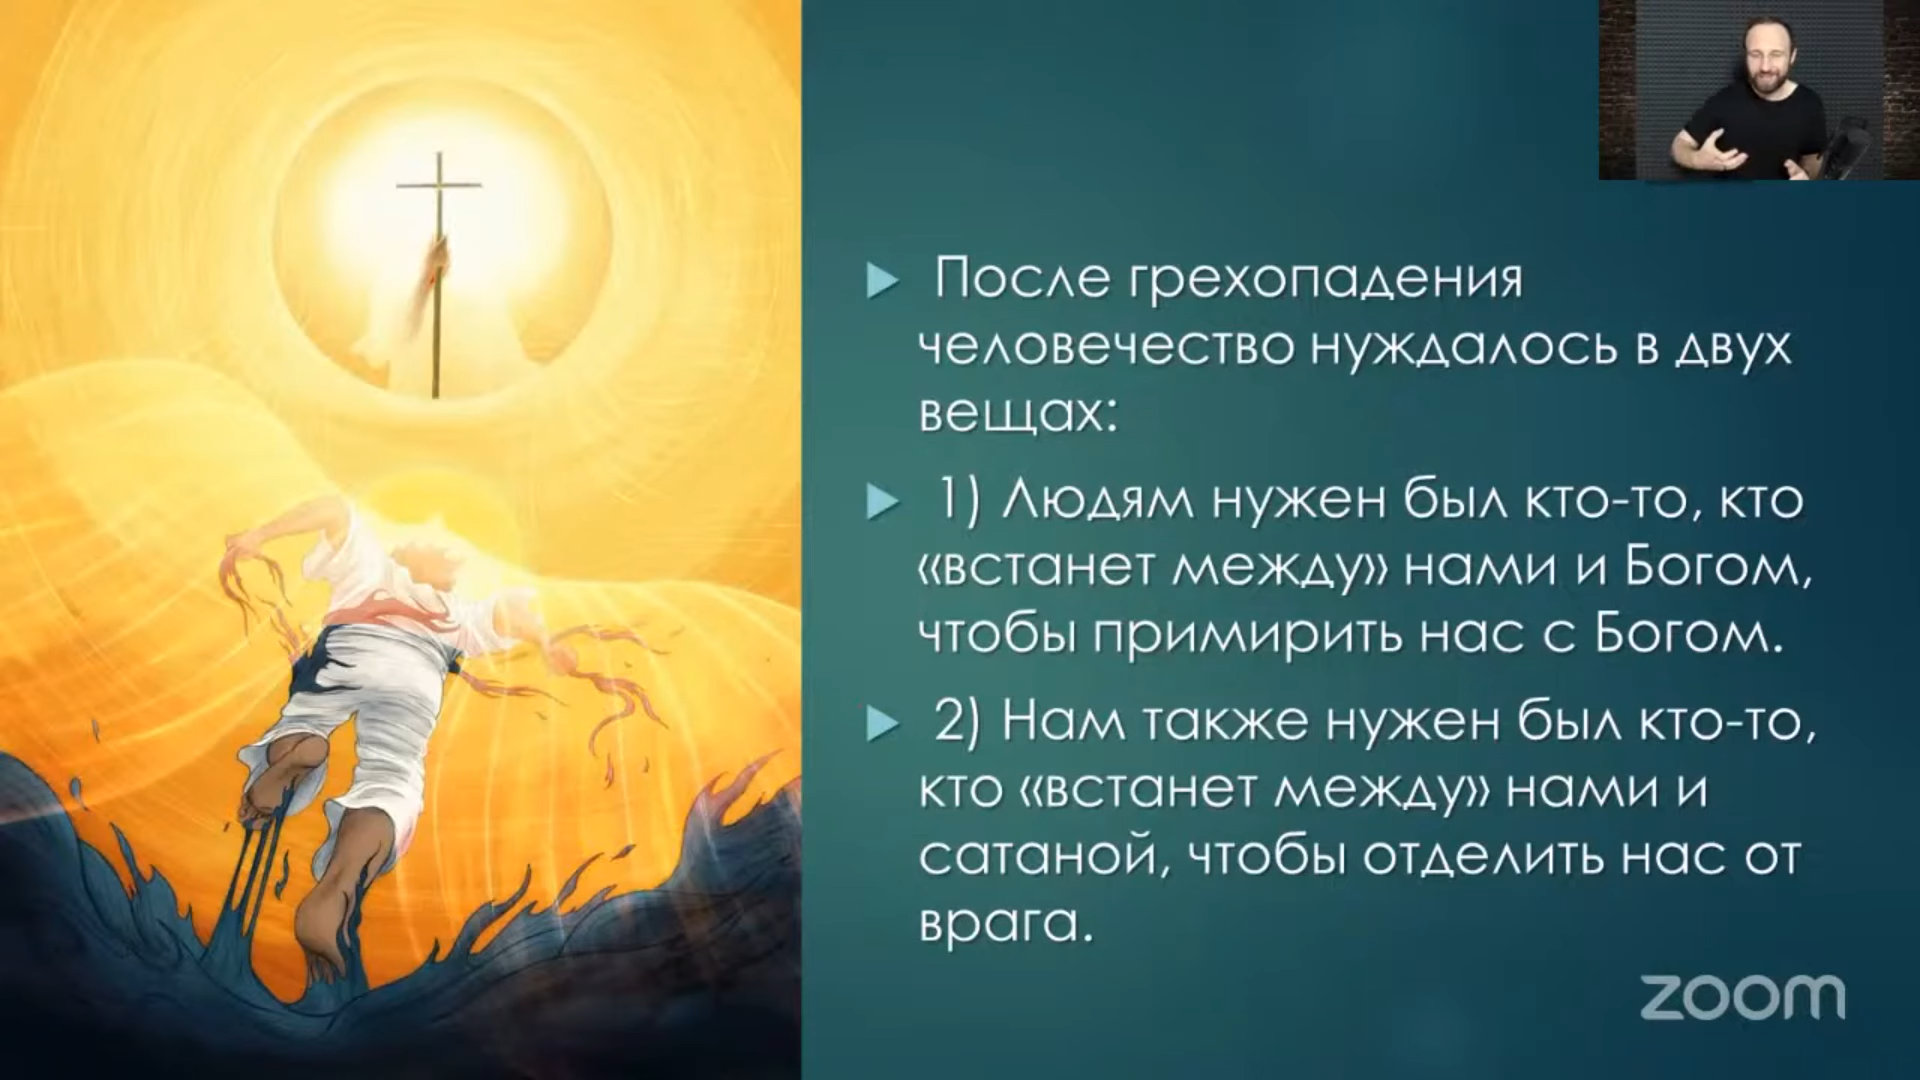 После грехопадения
человечество нуждалось в двух
вещах:
1) Людям нужен был кто-то, кто
«встанет между» нами и Богом,
чтобы примирить нас с Богом.
2) Нам также нужен был кто-то,
кто «встанет между» нами и
сатаной, чтобы отделить нас от
врага.
zoom